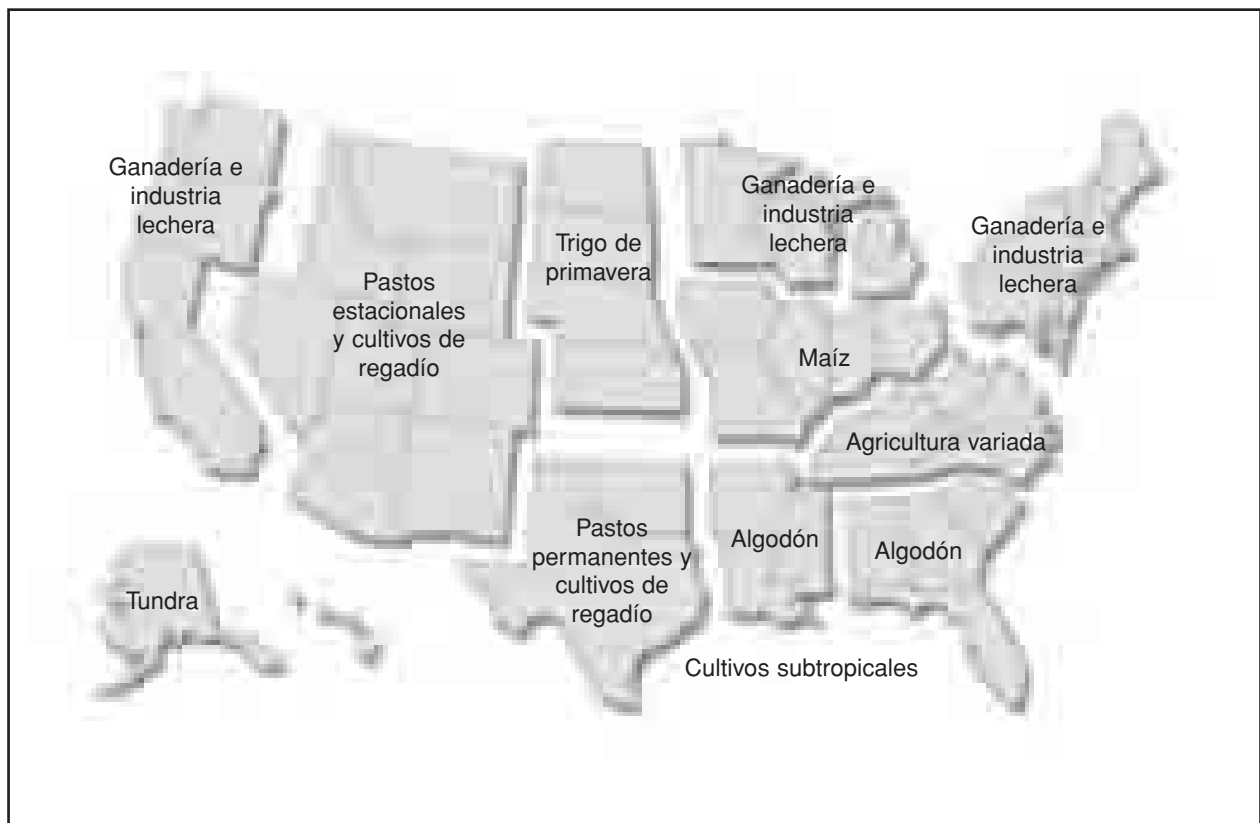 Ganadería e
industria
lechera
Pastos
estacionales
y cultivos de
regadío
Trigo de
primavera
Ganadería e
industria
lechera
Ganadería e
industria
lechera
Maíz
Agricultura variada
Pastos
permanentes y
cultivos de
regadío
Algodón
Algodón
Tundra
Cultivos subtropicales